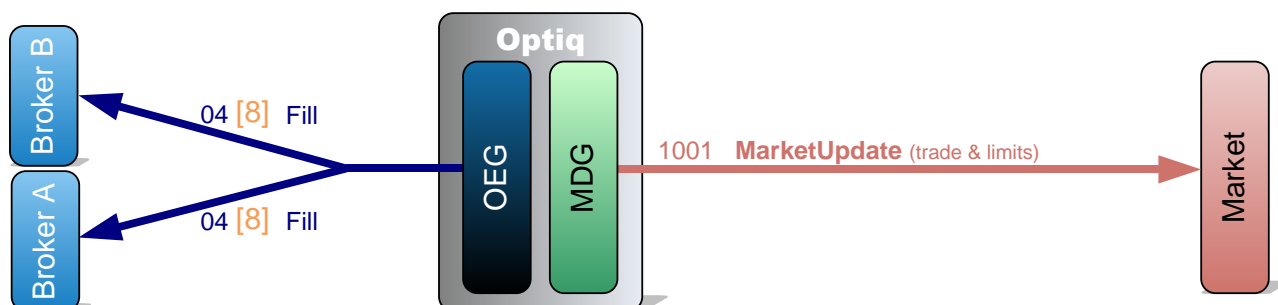 Optiq
Broker B
04 [8] Fill
OEG
MDG
1001 MarketUpdate (trade & limits)
Market
Broker A
04 [8] Fill